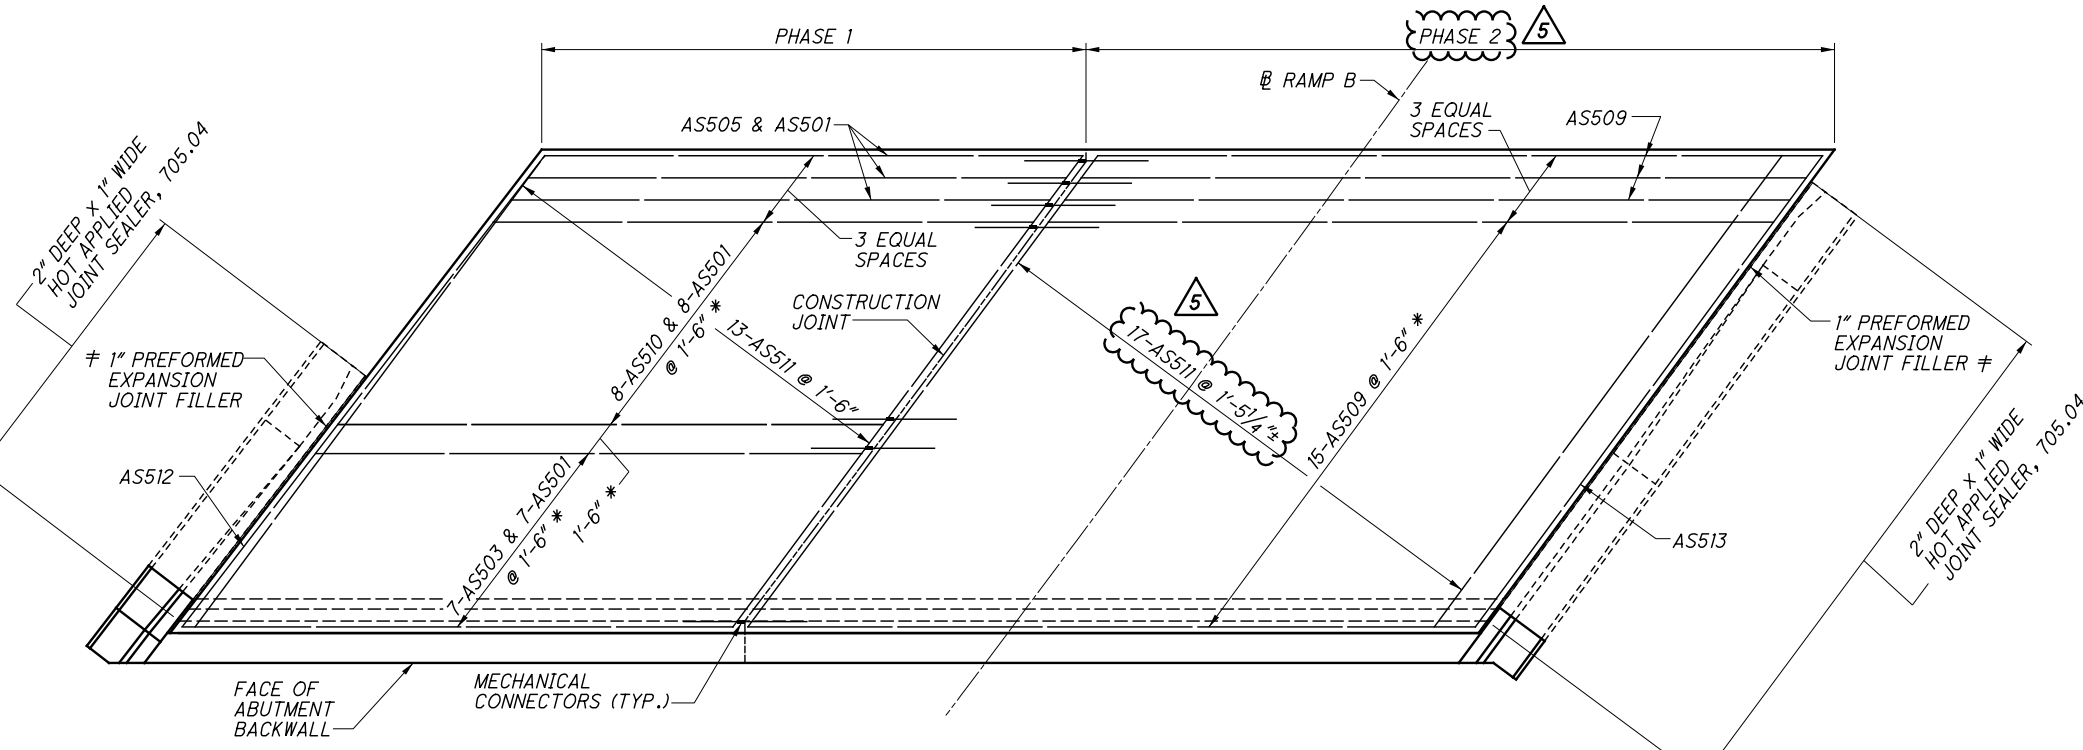 PHASE 1
PHASE 2
5
RAMP B
AS505 & AS501
3 EQUAL
SPACES
AS509
2" DEEP X 1" WIDE
HOT APPLIED
JOINT SEALER, 705.04
3 EQUAL
SPACES
8-AS510 & 8-AS501
@ 1'-6" *
CONSTRUCTION
JOINT
13-AS511 @ 1'-6"
5
17-AS511 @ 1'-5 1/4"±
15-AS509 @ 1'-6" *
1" PREFORMED
EXPANSION
JOINT FILLER ǂ
ǂ 1" PREFORMED
EXPANSION
JOINT FILLER
AS512
7-AS503 & 7-AS501
@ 1'-6" *
1'-6" *
AS513
2" DEEP X 1" WIDE
HOT APPLIED
JOINT SEALER, 705.04
FACE OF
ABUTMENT
BACKWALL
MECHANICAL
CONNECTORS (TYP.)